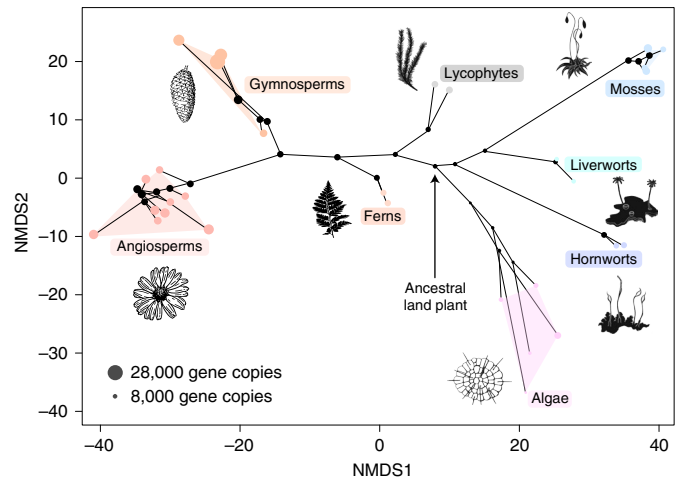 20
10
0
−10
−20
−30
−40
NMDS2
Gymnosperms
Lycophytes
Mosses
Liverworts
Ferns
Angiosperms
Hornworts
Ancestral
land plant
28,000 gene copies
8,000 gene copies
Algae
−40
−20
0
20
40
NMDS1